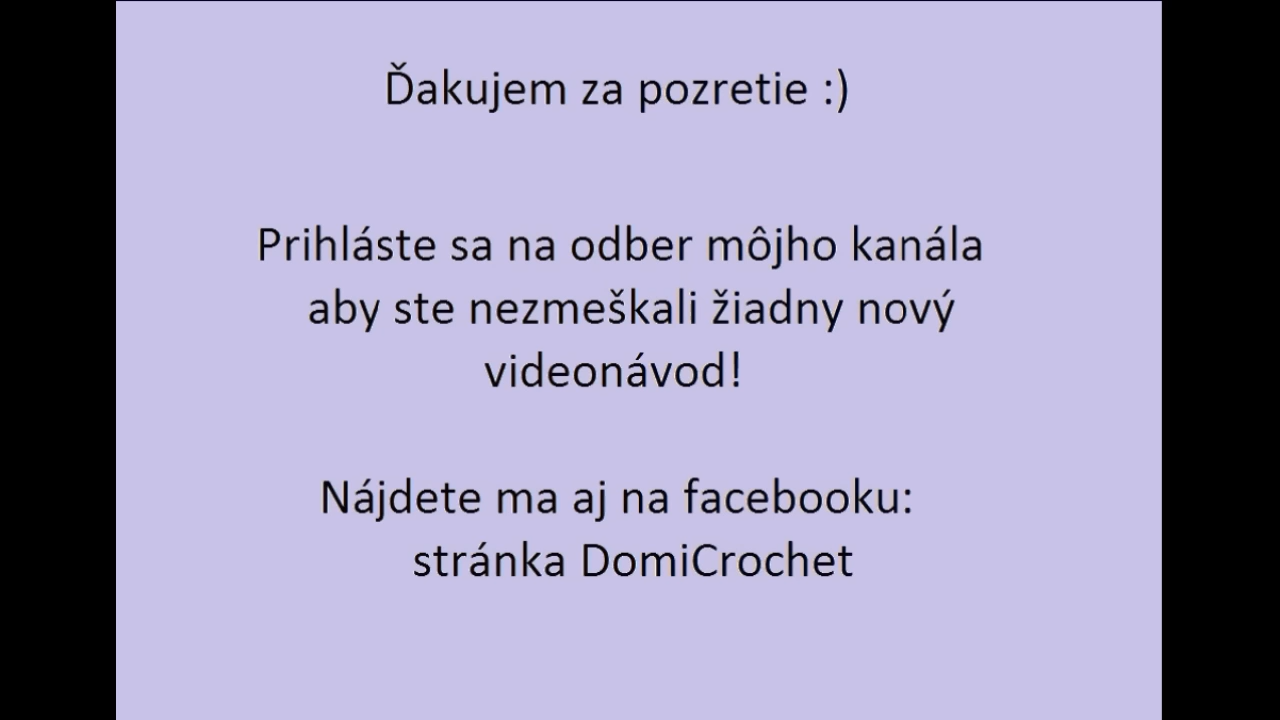 Ďakujem za pozretie :)
Prihláste sa na odber môjho kanála
aby ste nezmeškali žiadny nový
videonávod!
Nájdete ma aj na facebooku:
stránka DomiCrochet